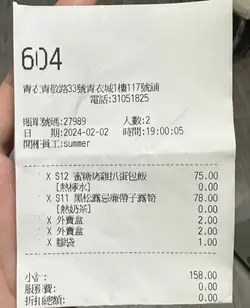 604
青衣青敬路33號青衣城1樓117號舖
電話:31051825
賬單號:27989 人數:2
日期:2024-02-02 時間:19:00:05
開單員工:summer
X S12 蜜糖烤雞扒蛋包飯 75.00
[熱檸水] 0.00
X S11 黑松露忌廉帶子露筍 78.00
[熱奶茶] 0.00
X 外賣盒 2.00
X 外賣盒 2.00
X 膠袋 1.00
小計: 158.00
服務費: 0.00
折扣總額: 0.00